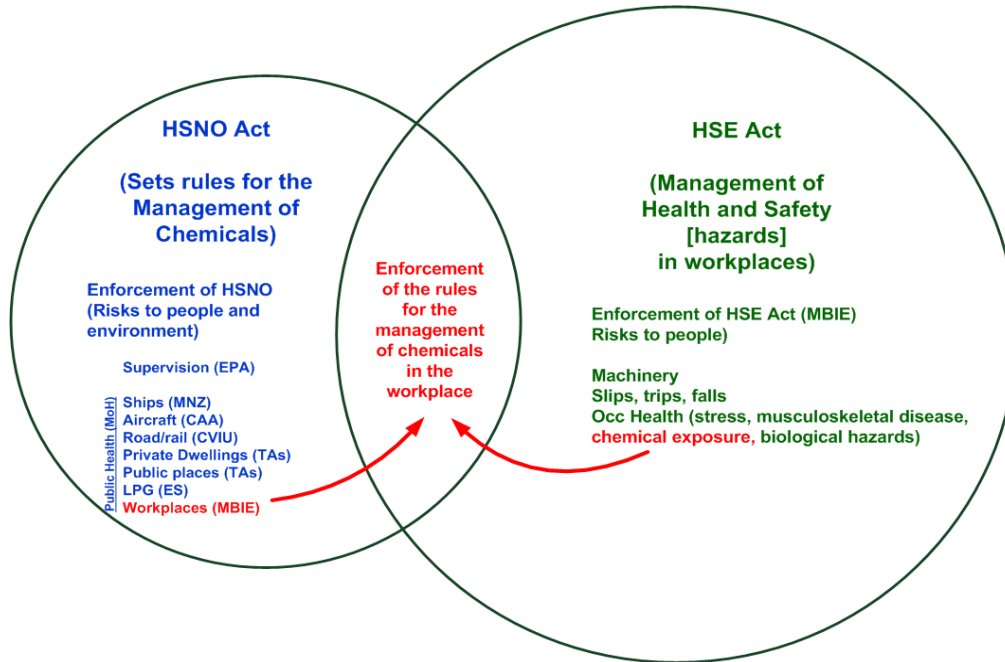 HSNO Act
(Sets rules for the
Management of
Chemicals)
Enforcement of HSNO
(Risks to people and
environment)
Supervision (EPA)
Public Health (MoH)
Ships (MNZ)
Aircraft (CAA)
Road/rail (CVIU)
Private Dwellings (TAs)
Public places (TAs)
LPG (ES)
Workplaces (MBIE)
Enforcement
of the rules
for the
management
of chemicals
in the
workplace
HSE Act
(Management of
Health and Safety
[hazards]
in workplaces)
Enforcement of HSE Act (MBIE)
Risks to people)
Machinery
Slips, trips, falls
Occ Health (stress, musculoskeletal disease,
chemical exposure, biological hazards)